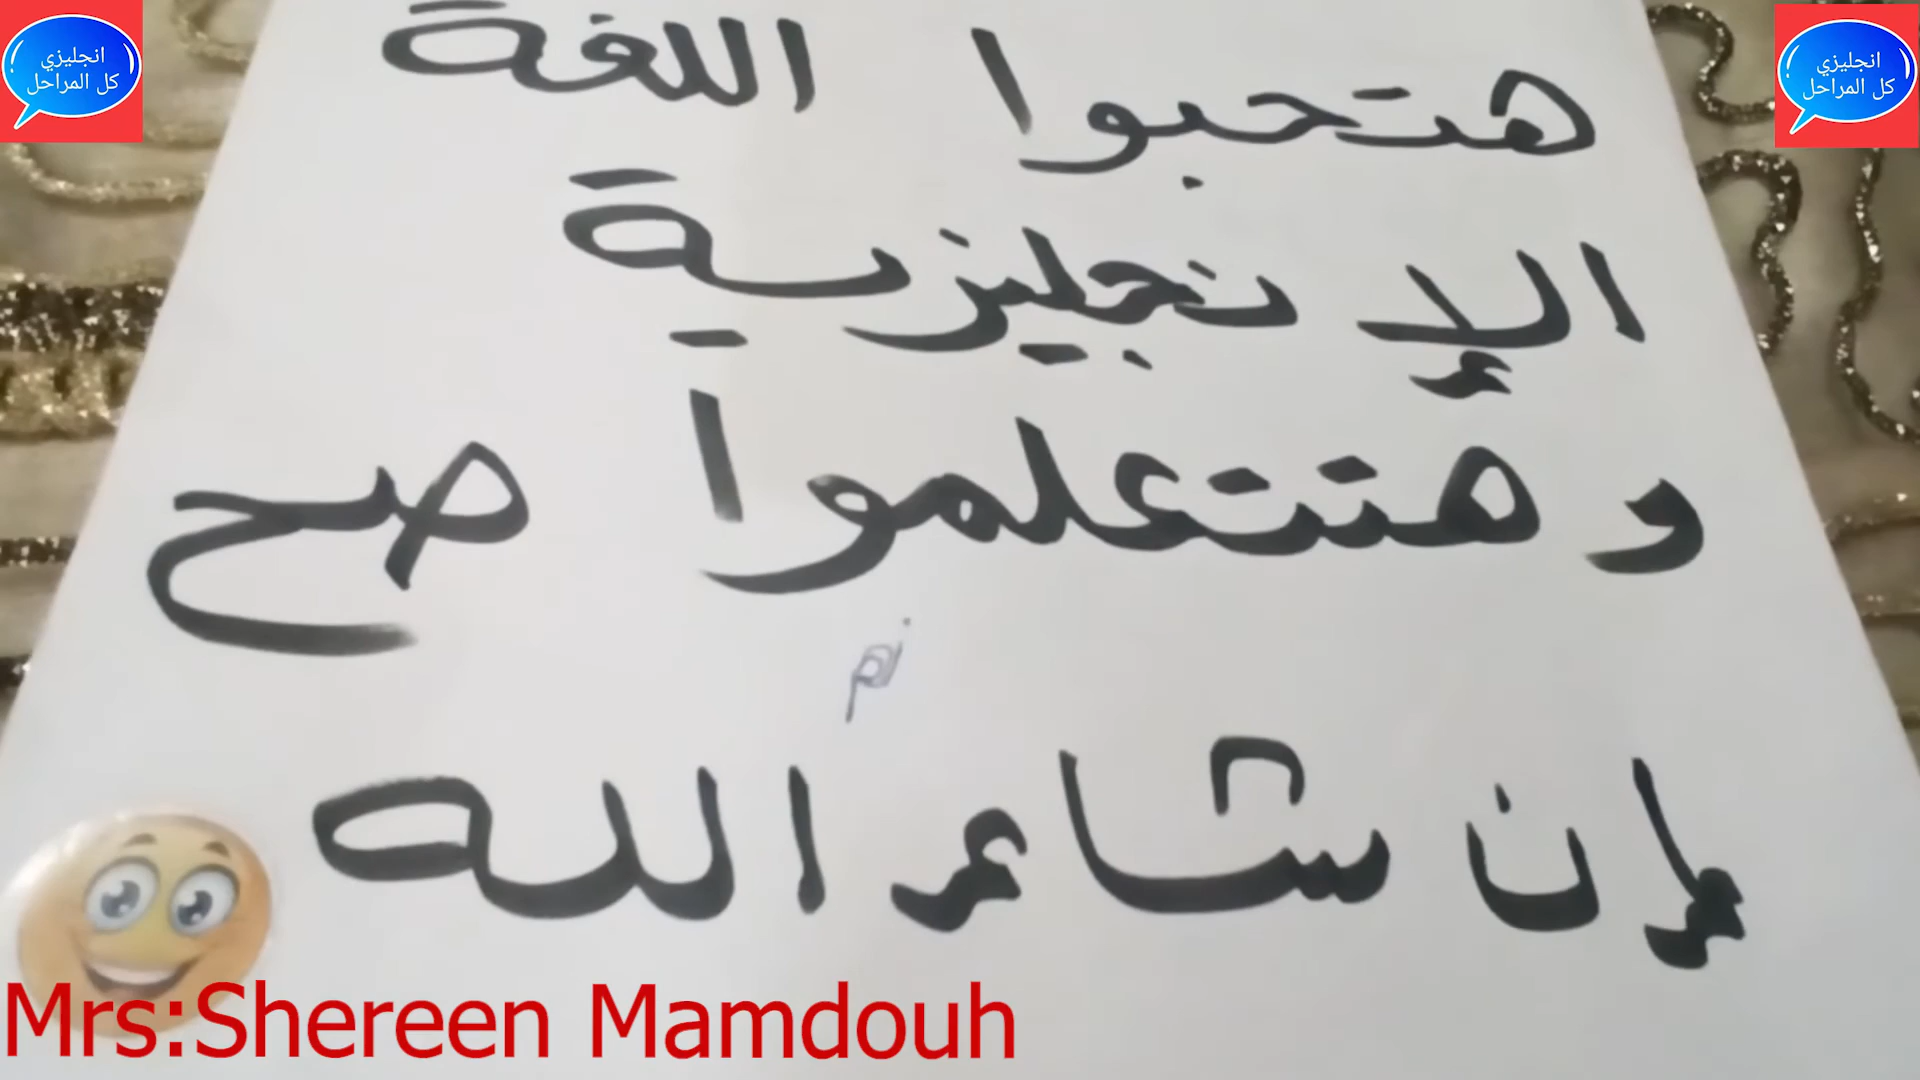 انجليزي
كل المراحل
انجليزي
كل المراحل
هتحبوا اللغة
الإنجليزية
وهتتعلموا صح
إن شاء الله
Mrs:Shereen Mamdouh